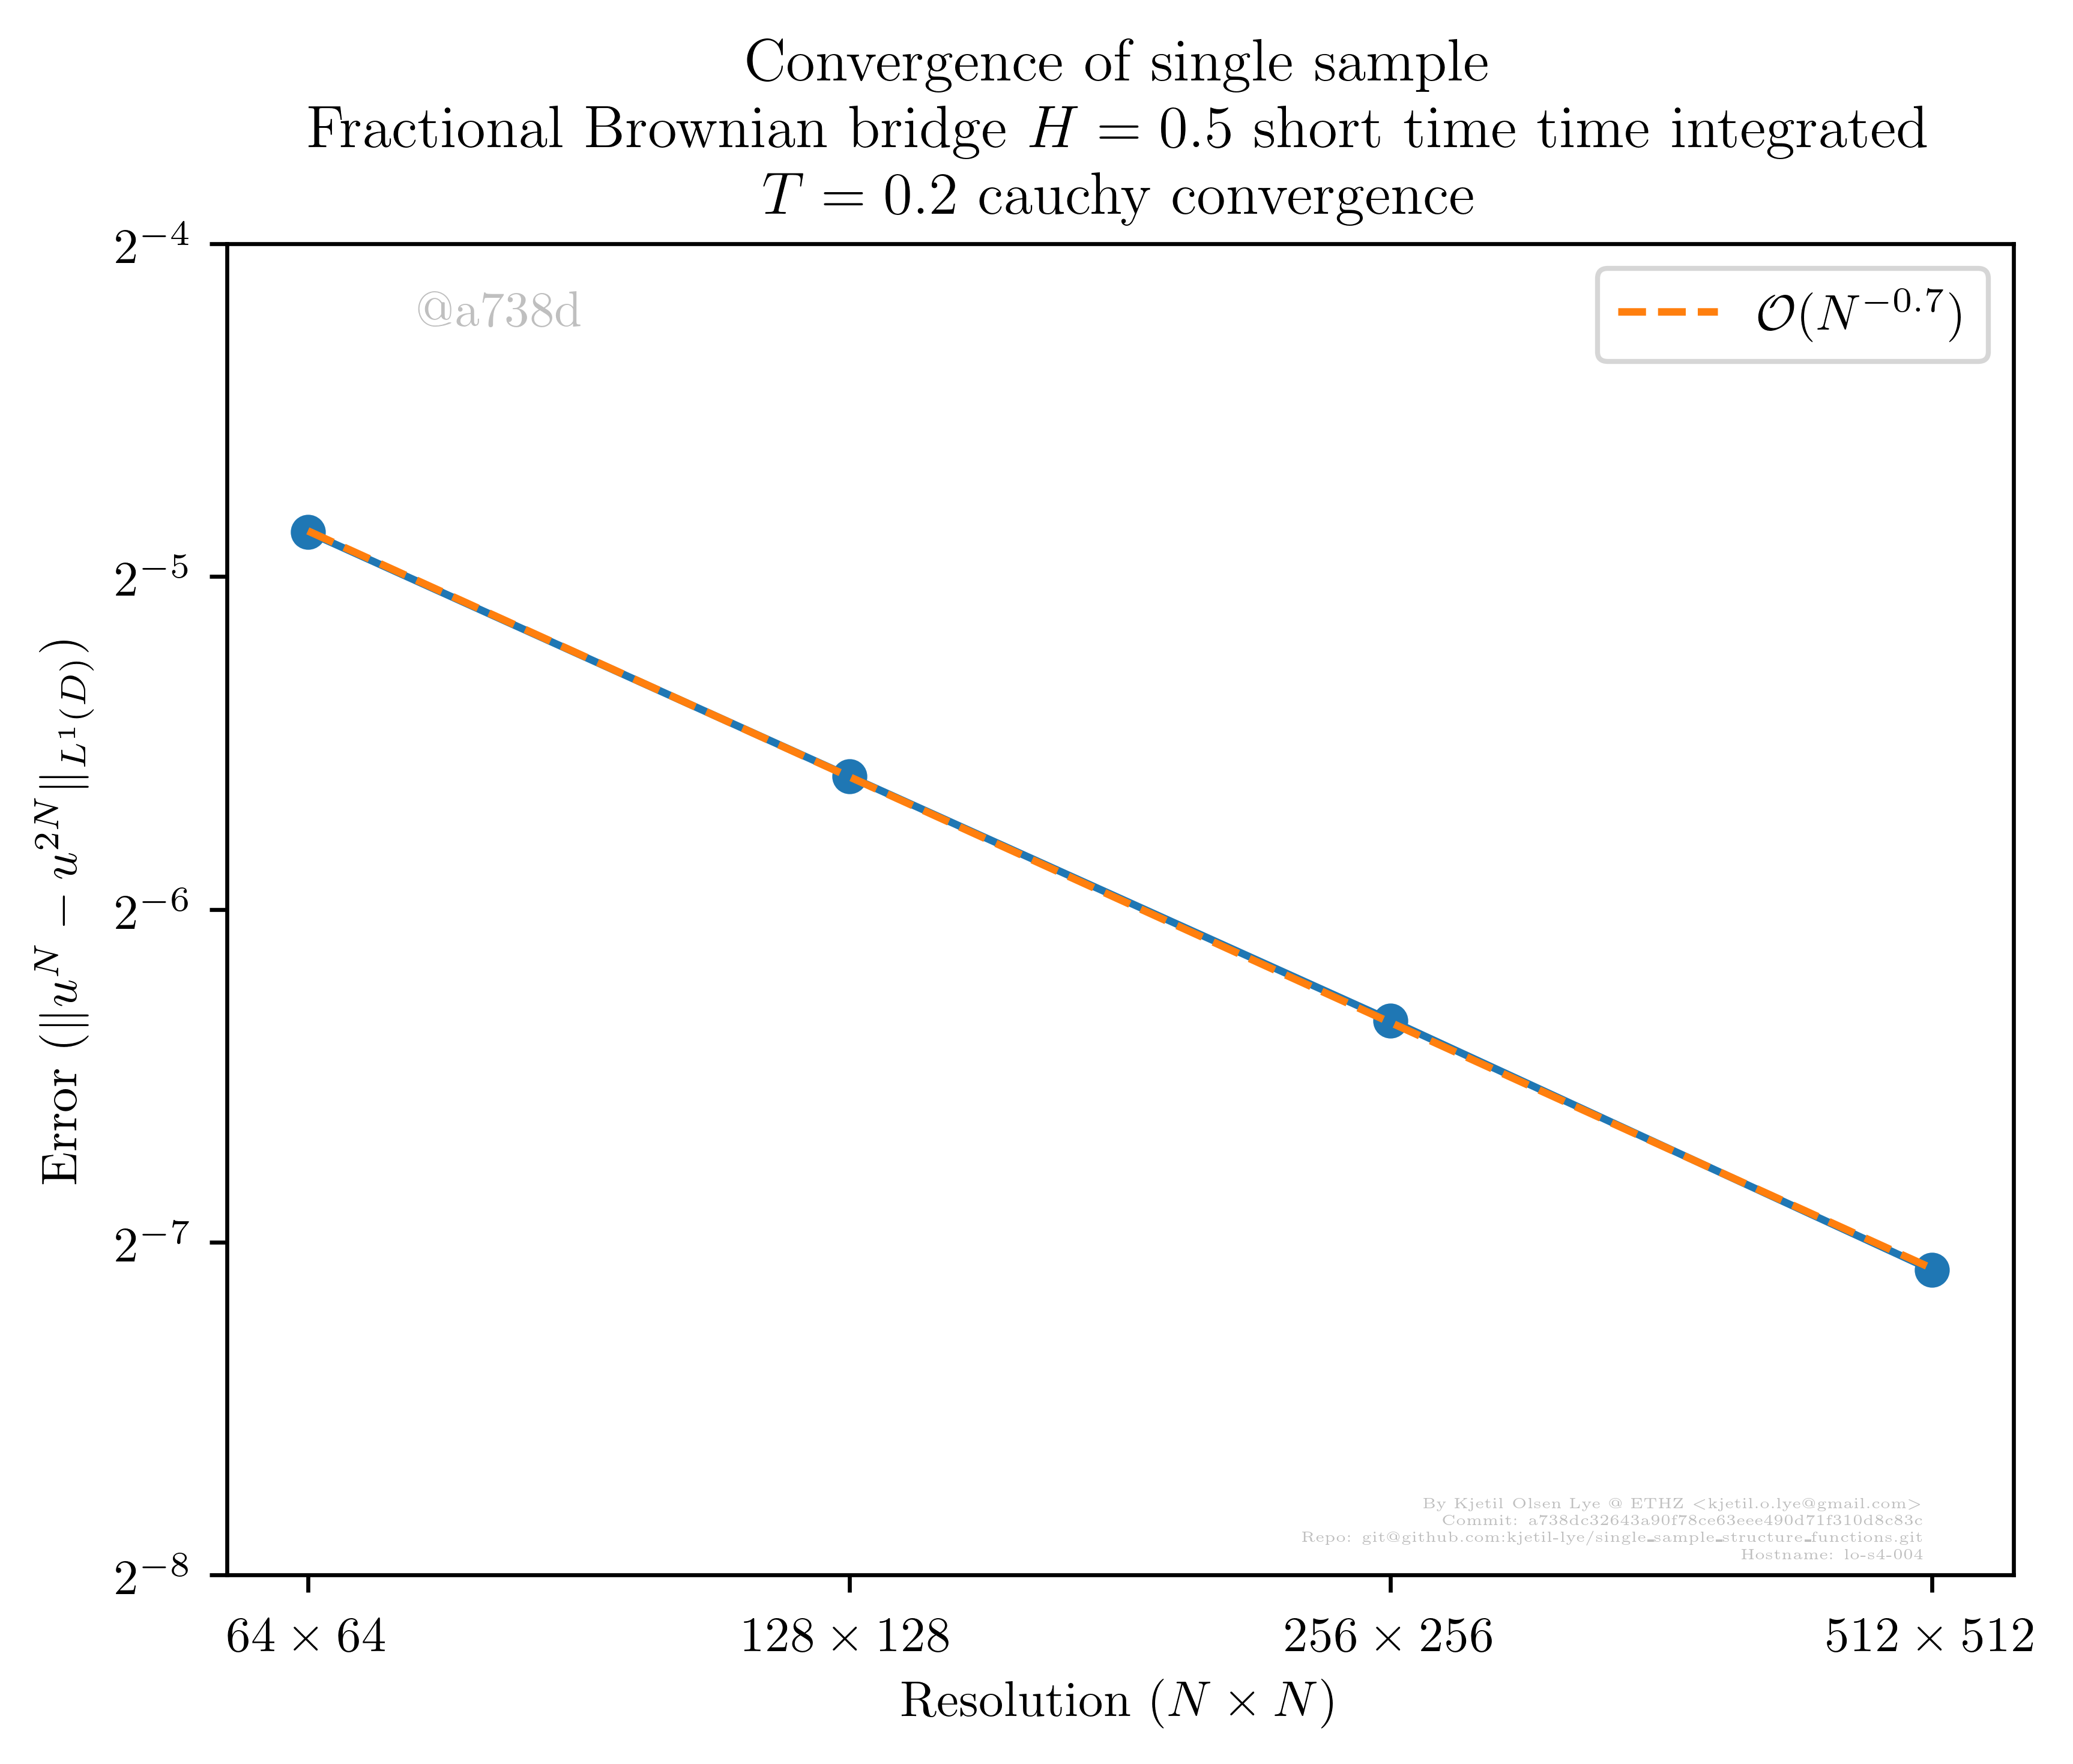 Convergence of single sample
Fractional Brownian bridge H = 0.5 short time time integrated
T = 0.2 cauchy convergence
2⁻⁴
@a738d
𝒪(N⁻⁰·⁷)
2⁻⁵
2⁻⁶
2⁻⁷
2⁻⁸
Error (||u^N − u^{2N}||_{L¹(D)})
By Kjetil Olsen Lye @ ETHZ <kjetil.o.lye@gmail.com>
Commit: a738dc32643a90f78ce63eee490d71f310d8c83c
Repo: git@github.com:kjetil-lye/single_sample_structure_functions.git
Hostname: lo-s4-004
64 × 64
128 × 128
256 × 256
512 × 512
Resolution (N × N)